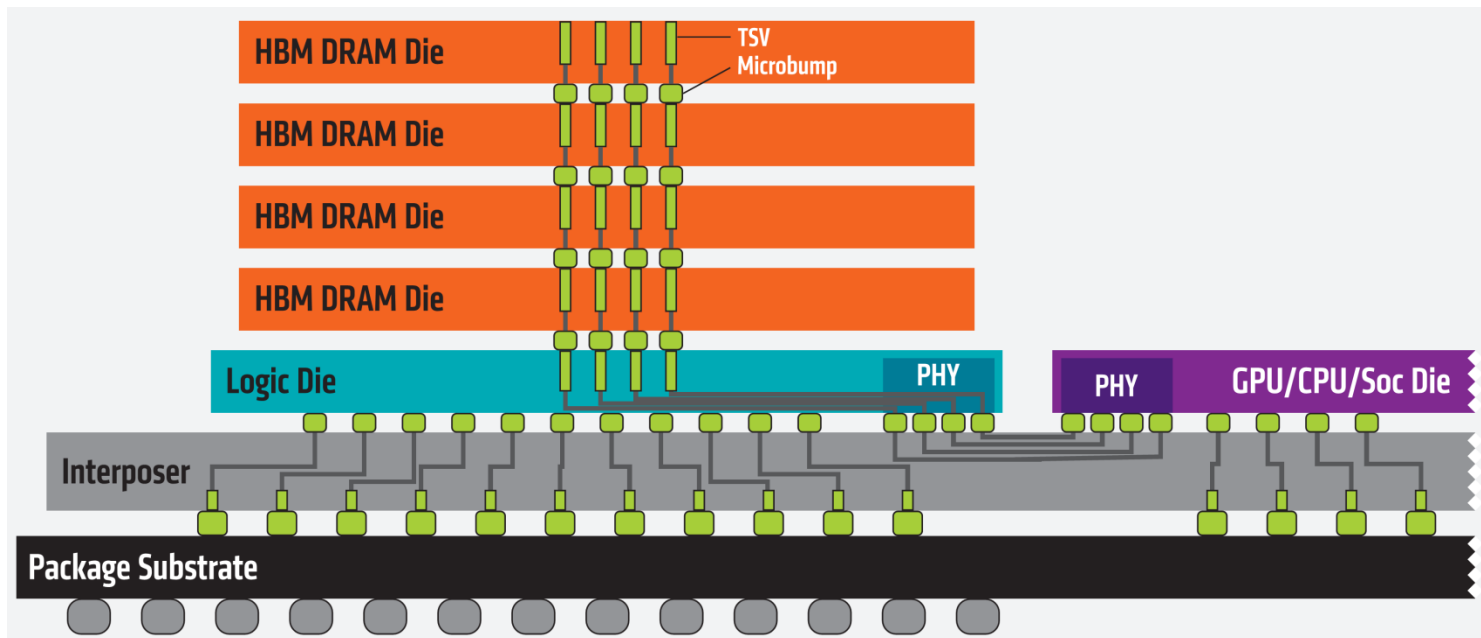 HBM DRAM Die
TSV
Microbump
HBM DRAM Die
HBM DRAM Die
HBM DRAM Die
Logic Die
PHY
PHY
GPU/CPU/Soc Die
Interposer
Package Substrate